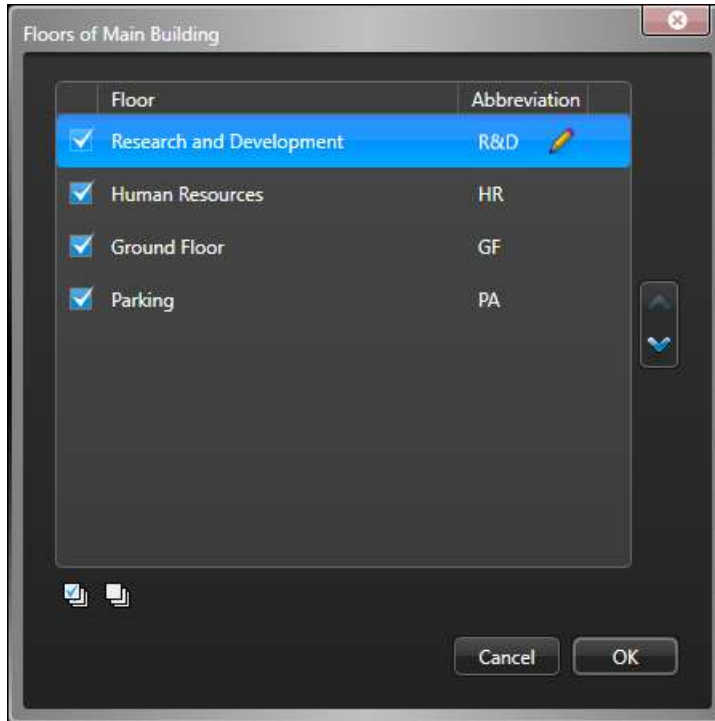 Floors of Main Building
Floor Abbreviation
Research and Development R&D
Human Resources HR
Ground Floor GF
Parking PA
Cancel OK